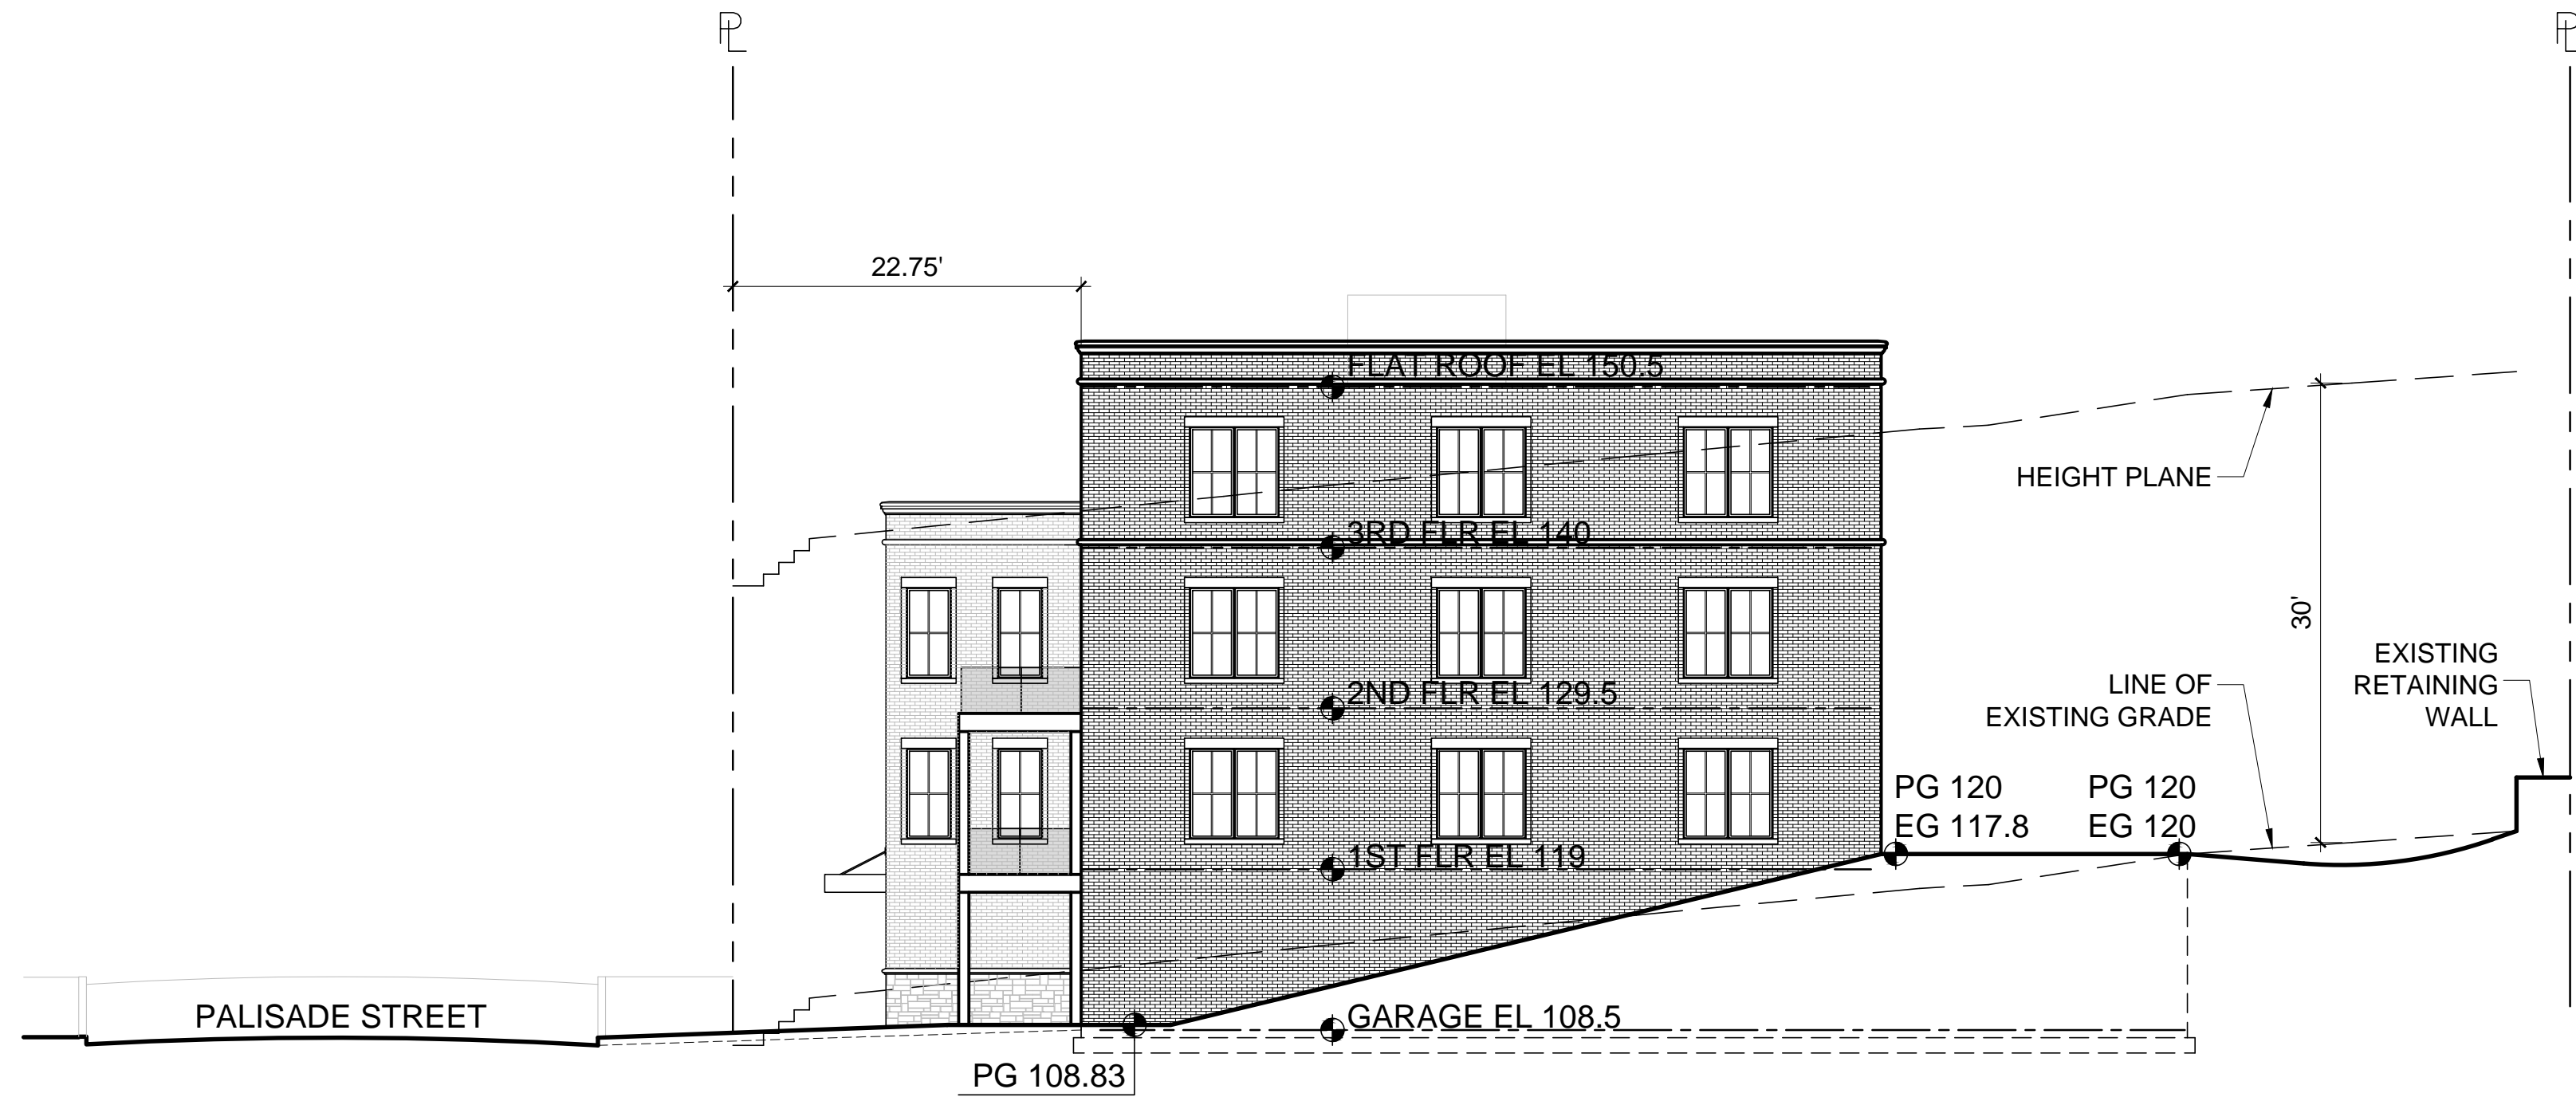 PL
PL
22.75'
FLAT ROOF EL 150.5
HEIGHT PLANE
3RD FLR EL 140
30'
EXISTING
RETAINING
WALL
2ND FLR EL 129.5
LINE OF
EXISTING GRADE
PG 120
EG 117.8
PG 120
EG 120
1ST FLR EL 119
PALISADE STREET
GARAGE EL 108.5
PG 108.83